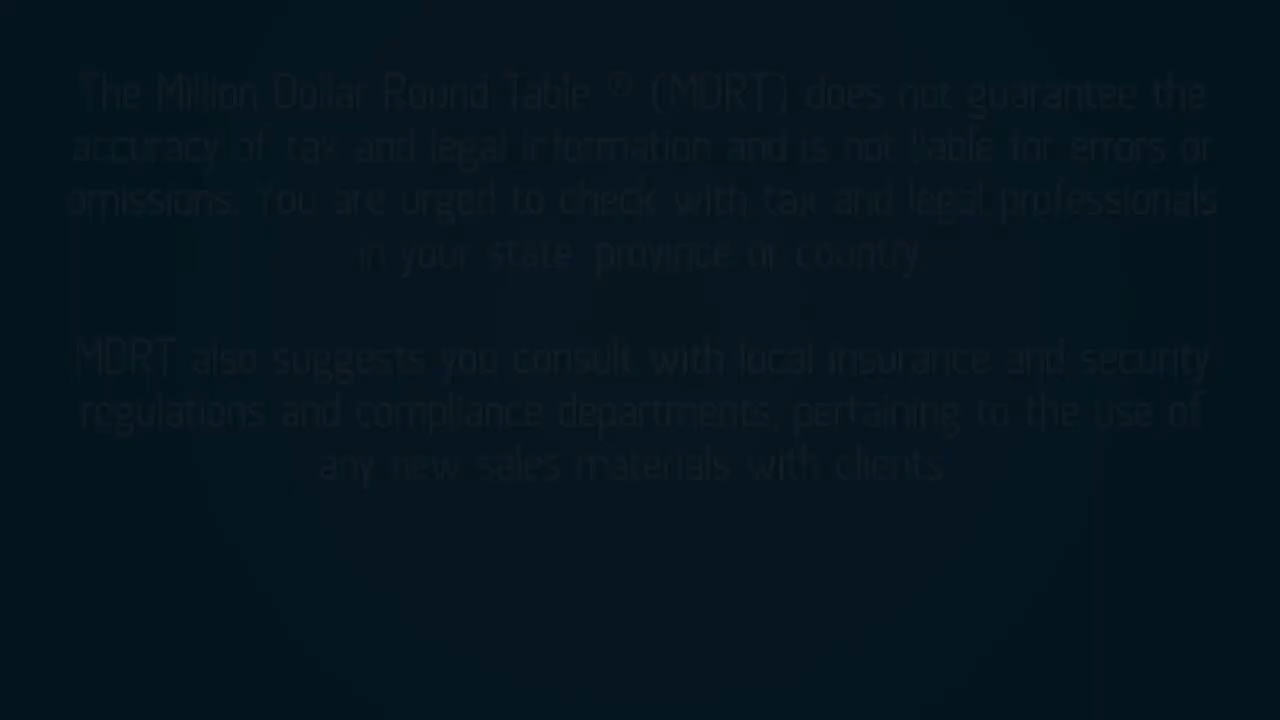 The Million Dollar Round Table ® (MDRT) does not guarantee the
accuracy of tax and legal information and is not liable for errors or
omissions. You are urged to check with tax and legal professionals
in your state, province or country.
MDRT also suggests you consult with local insurance and security
regulations and compliance departments, pertaining to the use of
any new sales materials with clients.